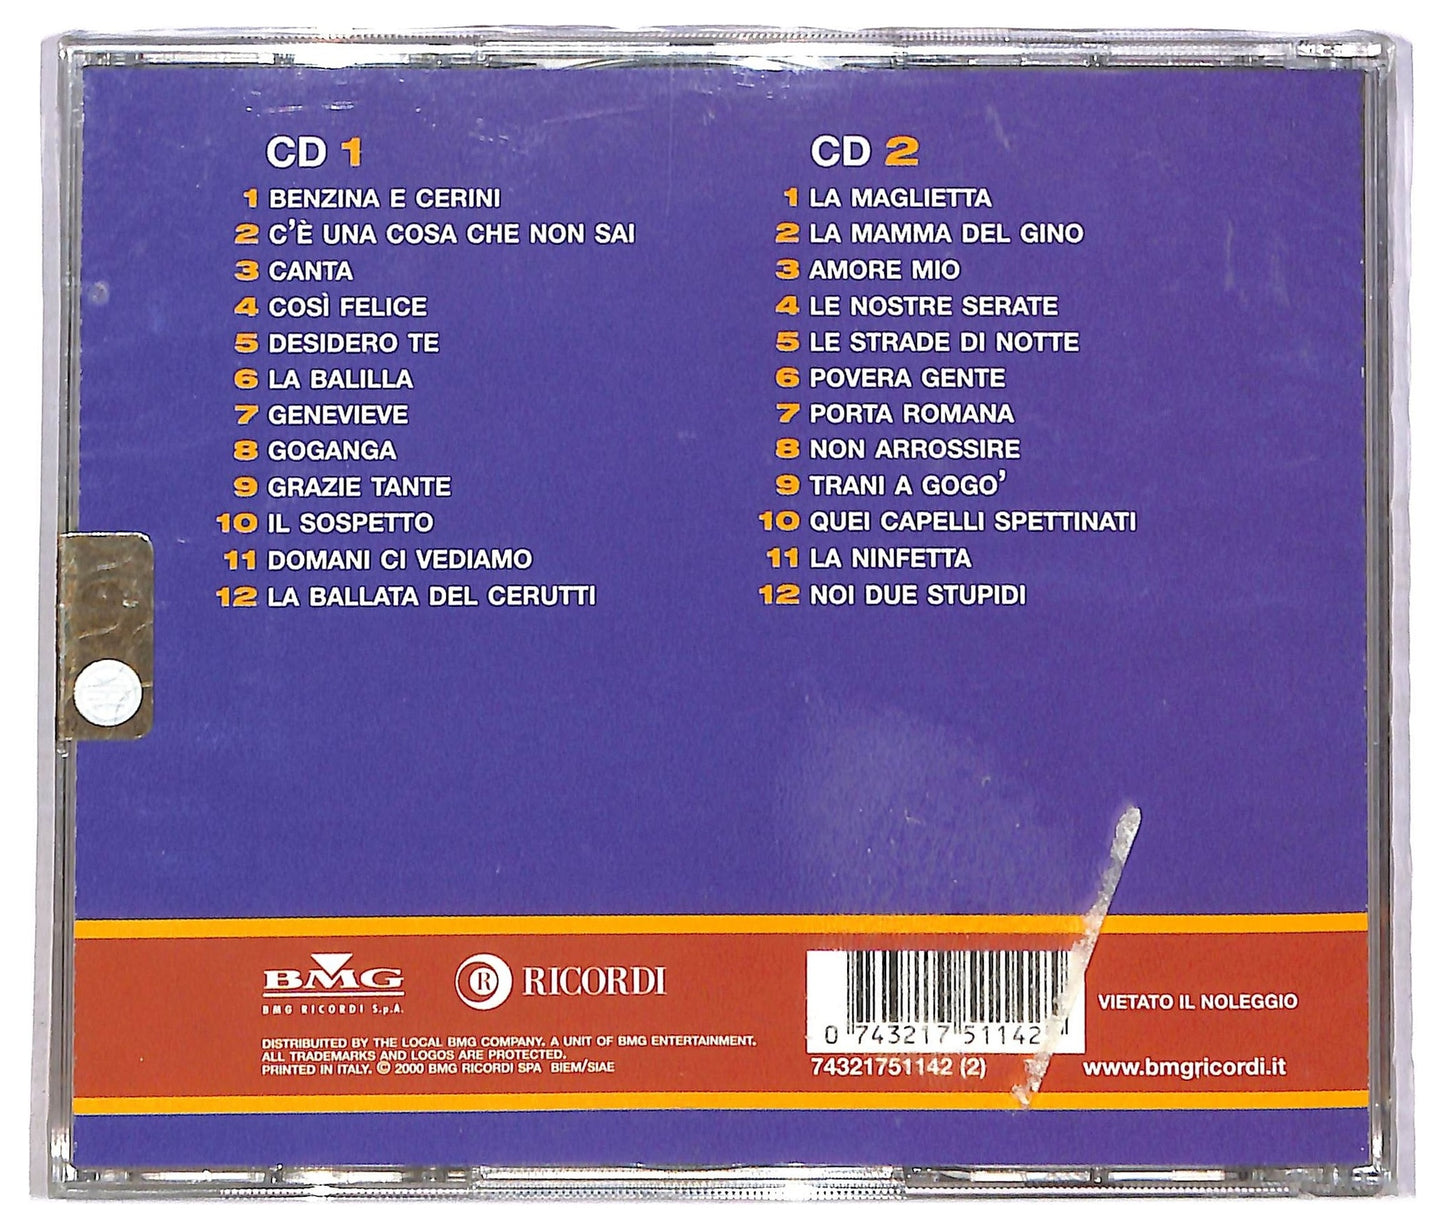 CD 1
1 BENZINA E CERINI
2 C'È UNA COSA CHE NON SAI
3 CANTA
4 COSÌ FELICE
5 DESIDERO TE
6 LA BALILLA
7 GENEVIEVE
8 GOGANGA
9 GRAZIE TANTE
10 IL SOSPETTO
11 DOMANI CI VEDIAMO
12 LA BALLATA DEL CERUTTI
CD 2
1 LA MAGLIETTA
2 LA MAMMA DEL GINO
3 AMORE MIO
4 LE NOSTRE SERATE
5 LE STRADE DI NOTTE
6 POVERA GENTE
7 PORTA ROMANA
8 NON ARROSSIRE
9 TRANI A GOGO'
10 QUEI CAPELLI SPETTINATI
11 LA NINFETTA
12 NOI DUE STUPIDI
BMG
BMG RICORDI S.p.A.
R RICORDI
DISTRIBUTED BY THE LOCAL BMG COMPANY. A UNIT OF BMG ENTERTAINMENT.
ALL TRADEMARKS AND LOGOS ARE PROTECTED.
PRINTED IN ITALY. © 2000 BMG RICORDI SPA BIEM/SIAE
0 743217 51142
74321751142 (2)
VIETATO IL NOLEGGIO
www.bmgricordi.it